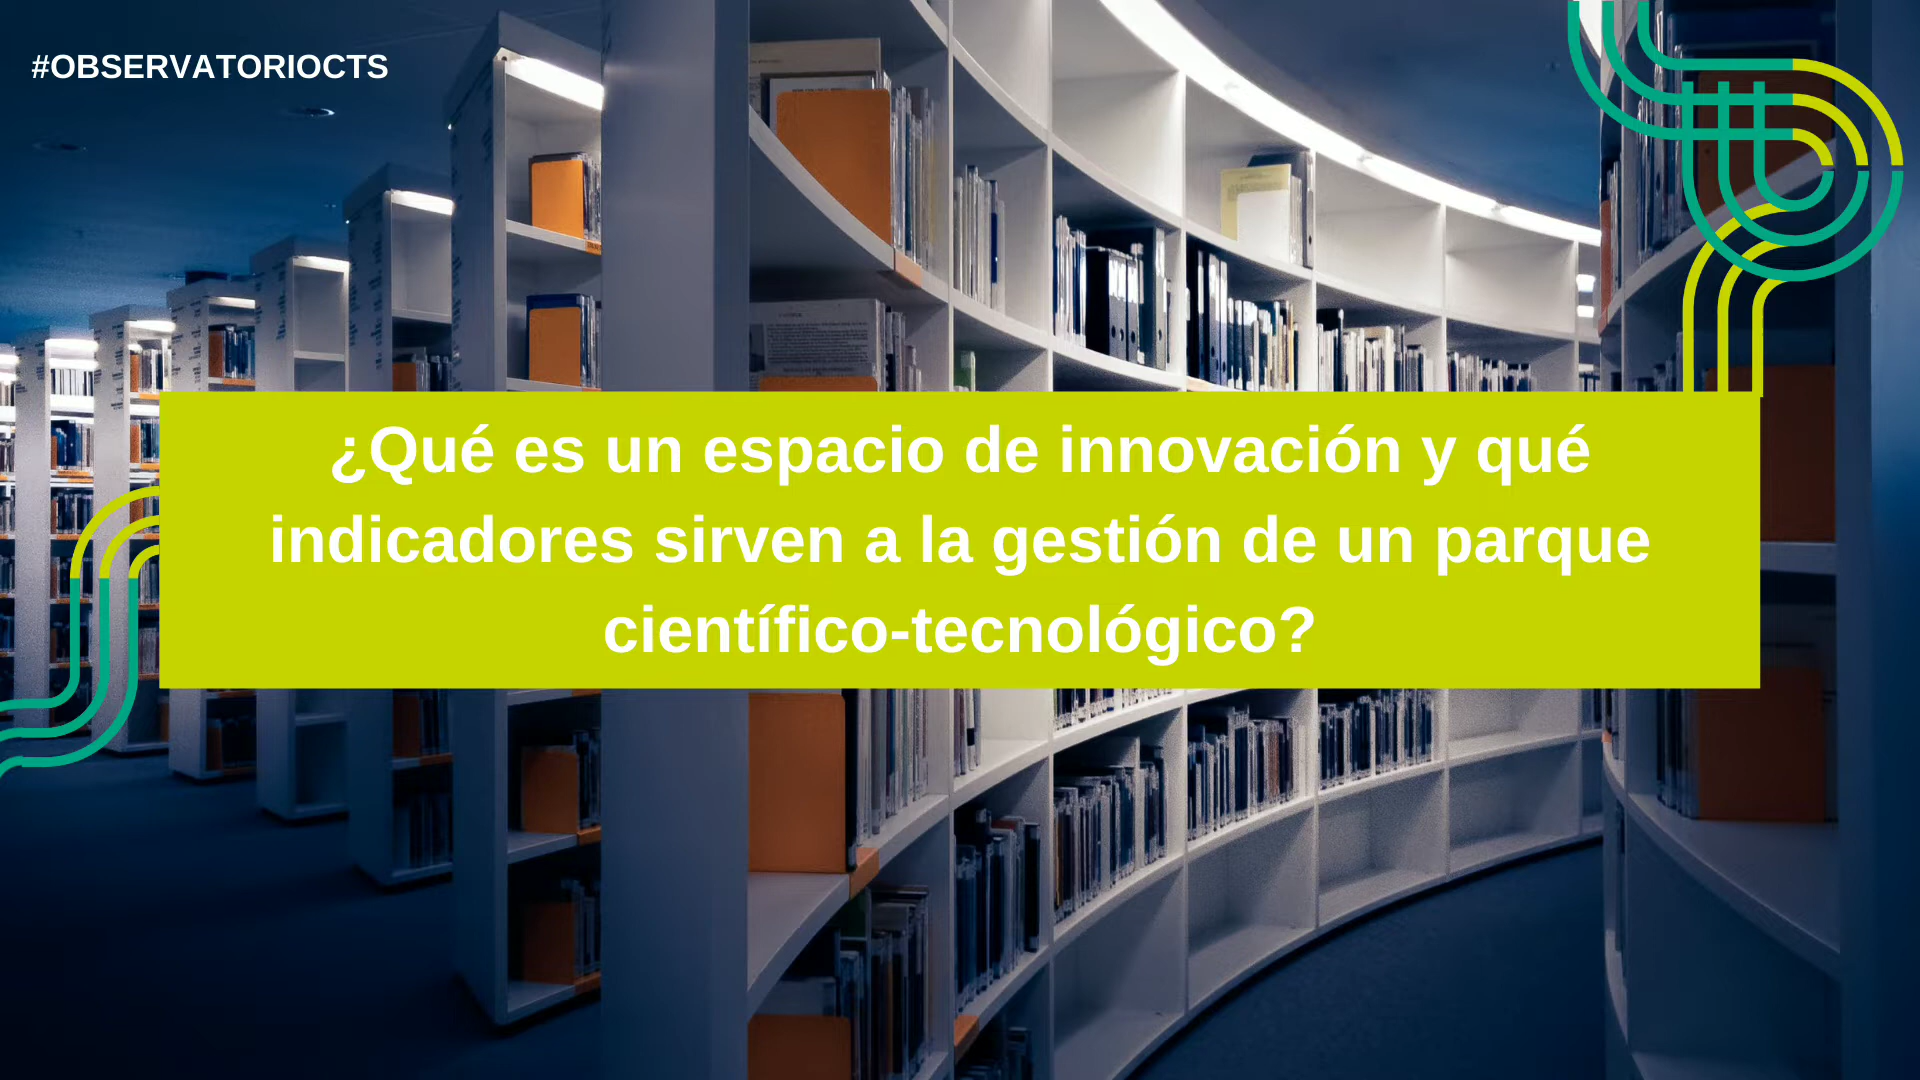 #OBSERVATORIOCTS
¿Qué es un espacio de innovación y qué
indicadores sirven a la gestión de un parque
científico-tecnológico?